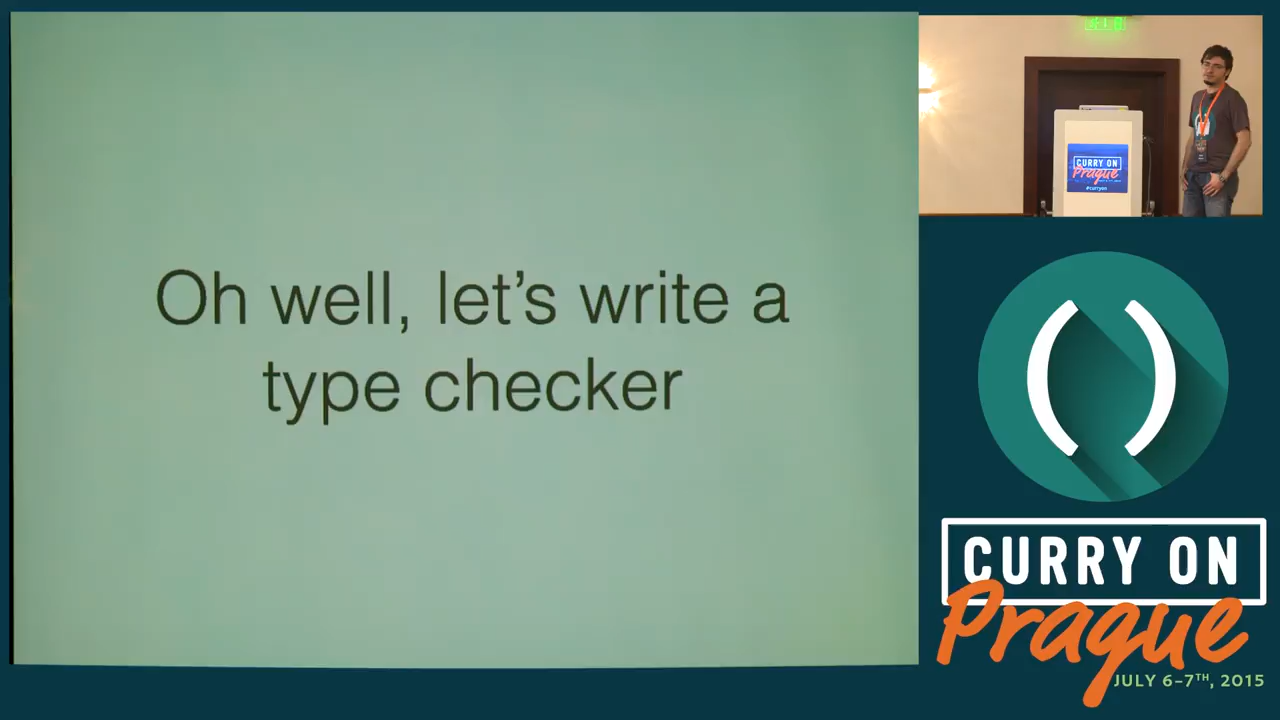 Oh well, let's write a
type checker
CURRY ON
Prague
#curryon
( )
CURRY ON
Prague
JULY 6-7TH, 2015